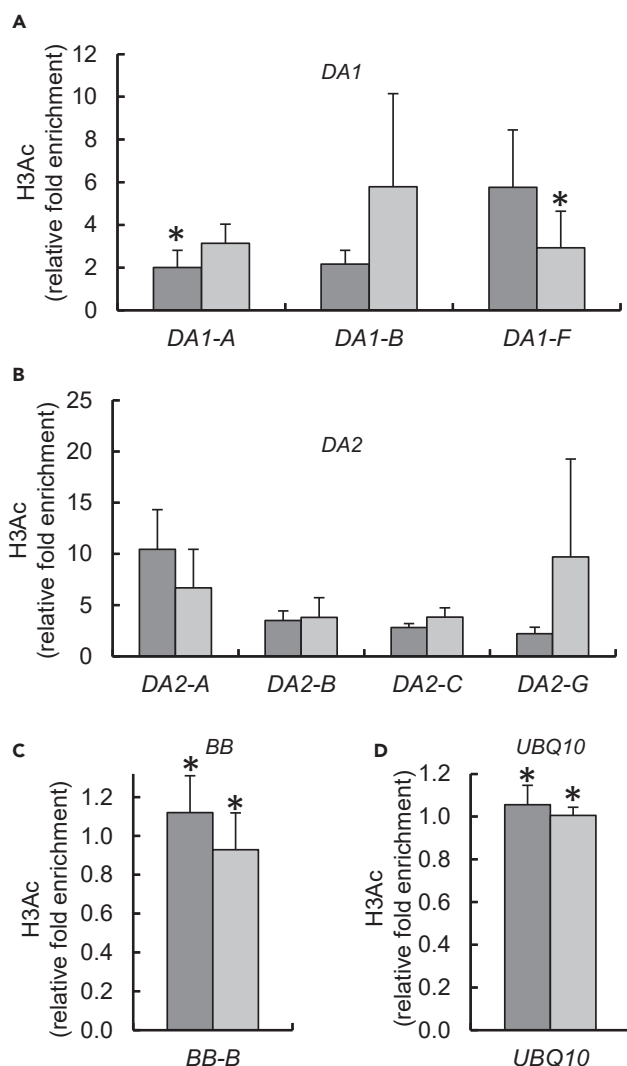 A
DA1
H3Ac
(relative fold enrichment)
12
10
8
6
4
2
0
*
*
DA1-A DA1-B DA1-F
B
DA2
H3Ac
(relative fold enrichment)
25
20
15
10
5
0
DA2-A DA2-B DA2-C DA2-G
C
BB
H3Ac
(relative fold enrichment)
1.2
1.0
0.8
0.6
0.4
0.2
0.0
*
*
BB-B
D
UBQ10
H3Ac
(relative fold enrichment)
1.2
1.0
0.8
0.6
0.4
0.2
0.0
*
*
UBQ10